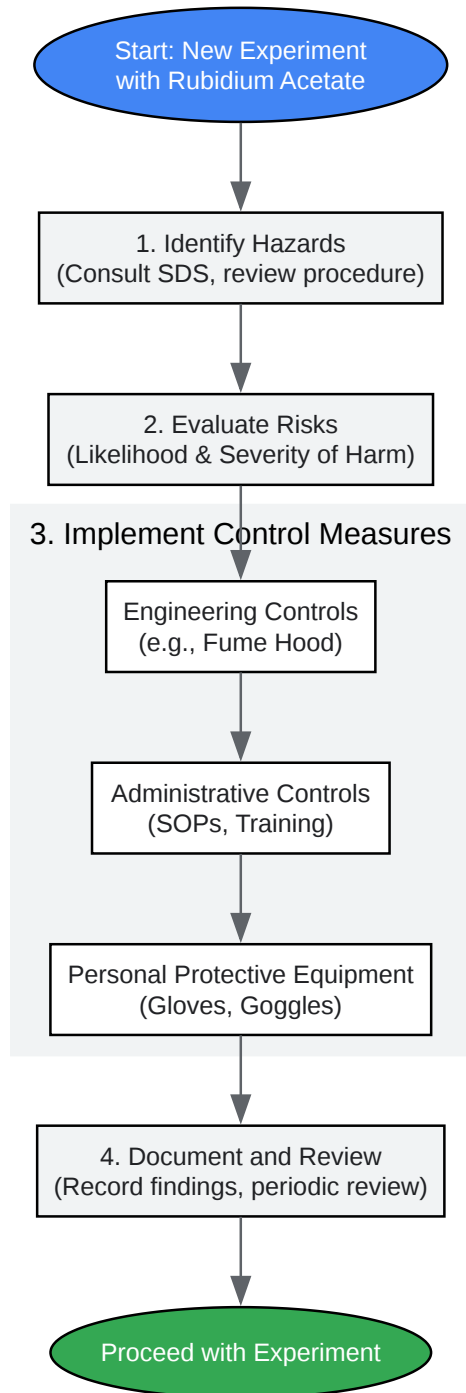 Start: New Experiment
with Rubidium Acetate
1. Identify Hazards
(Consult SDS, review procedure)
2. Evaluate Risks
(Likelihood & Severity of Harm)
3. Implement Control Measures
Engineering Controls
(e.g., Fume Hood)
Administrative Controls
(SOPs, Training)
Personal Protective Equipment
(Gloves, Goggles)
4. Document and Review
(Record findings, periodic review)
Proceed with Experiment